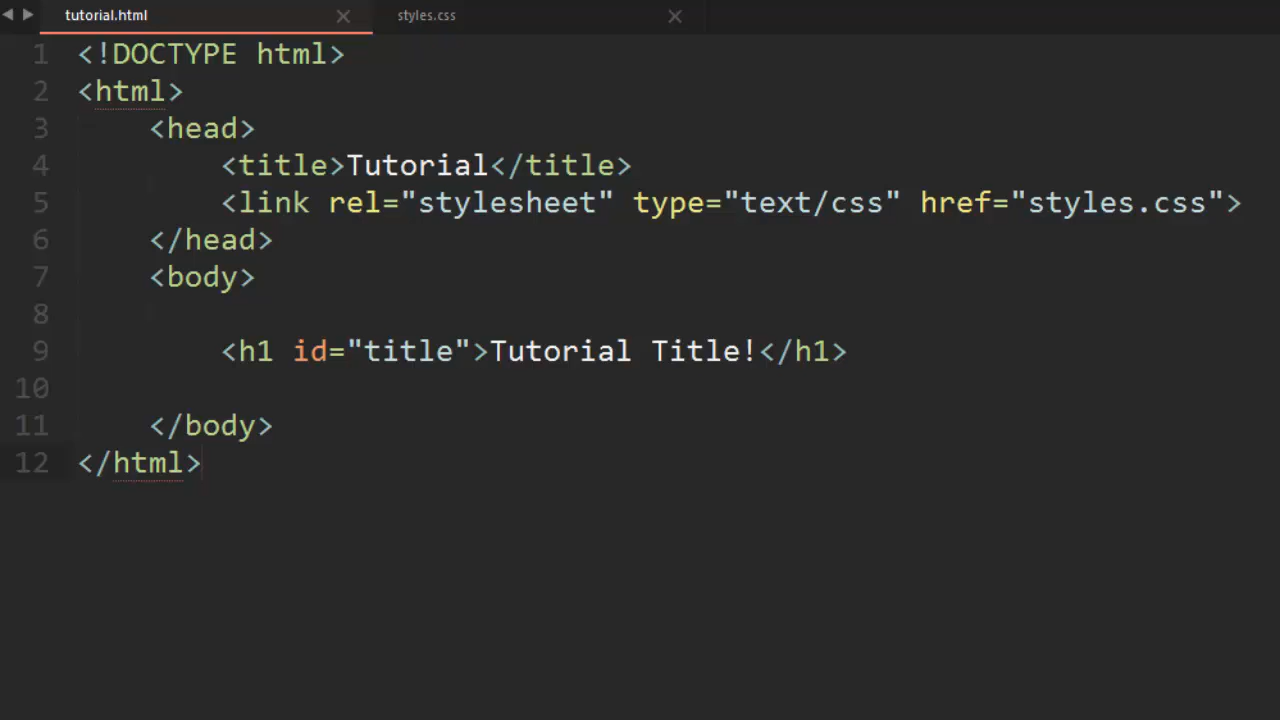 tutorial.html styles.css
1 <!DOCTYPE html>
2 <html>
3     <head>
4         <title>Tutorial</title>
5         <link rel="stylesheet" type="text/css" href="styles.css">
6     </head>
7     <body>
8
9         <h1 id="title">Tutorial Title!</h1>
10
11     </body>
12 </html>